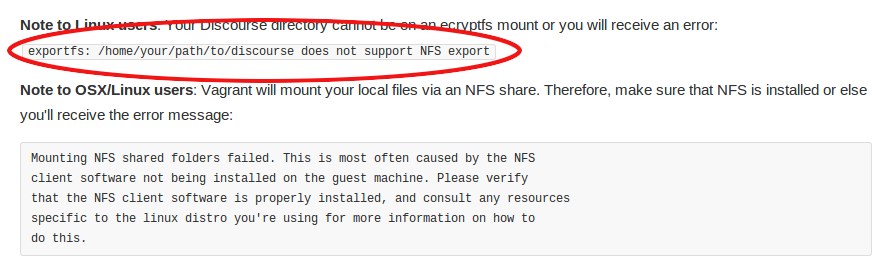 Note to Linux users: Your Discourse directory cannot be on an ecryptfs mount or you will receive an error:
exportfs: /home/your/path/to/discourse does not support NFS export
Note to OSX/Linux users: Vagrant will mount your local files via an NFS share. Therefore, make sure that NFS is installed or else
you'll receive the error message:
Mounting NFS shared folders failed. This is most often caused by the NFS
client software not being installed on the guest machine. Please verify
that the NFS client software is properly installed, and consult any resources
specific to the linux distro you're using for more information on how to
do this.